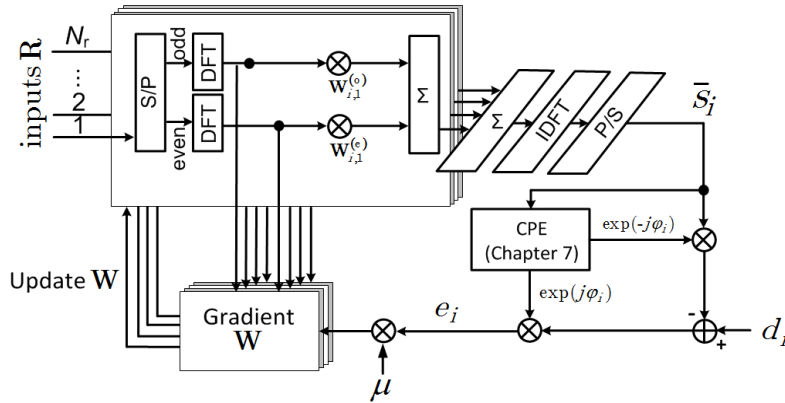 inputs R
N_r
...
2
1
S/P
odd
even
DFT
DFT
W_{i,1}^{(o)}
W_{i,1}^{(e)}
Σ
Σ
IDFT
P/S
s̅_i
CPE
(Chapter 7)
exp(-jφ_i)
exp(jφ_i)
Update W
Gradient
W
e_i
μ
-
+
d_i